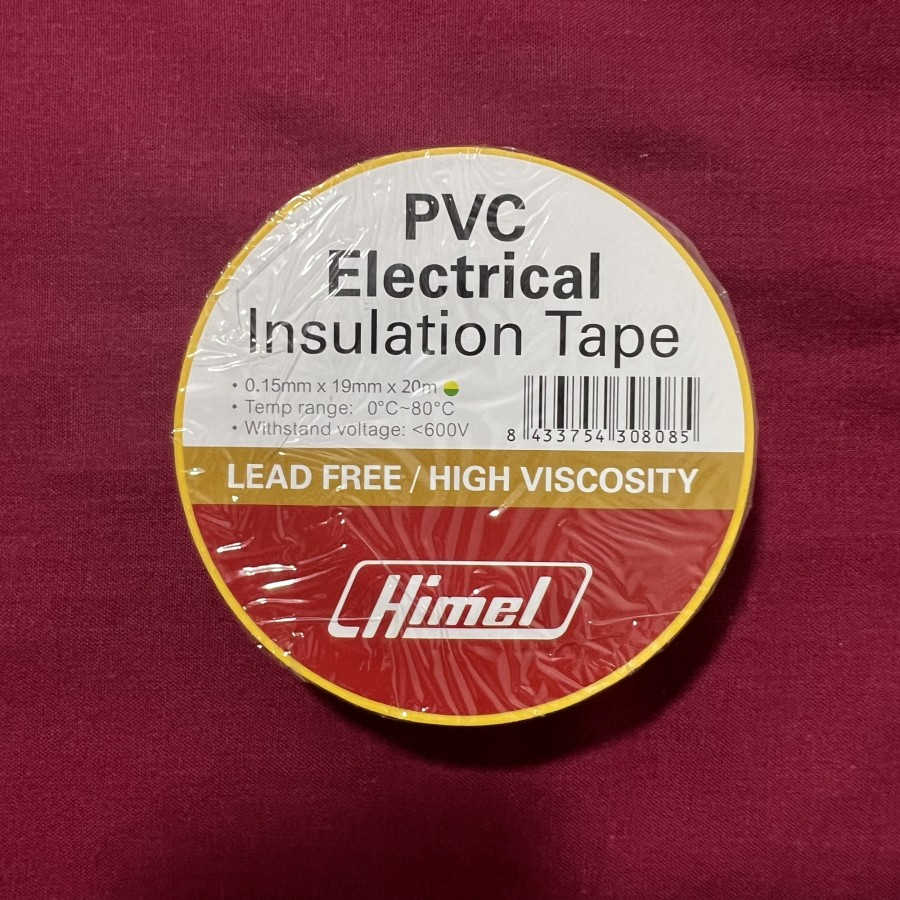 PVC
Electrical
Insulation Tape
• 0.15mm x 19mm x 20m
• Temp range: 0°C~80°C
• Withstand voltage: <600V
8 433754 308085
LEAD FREE / HIGH VISCOSITY
Himel